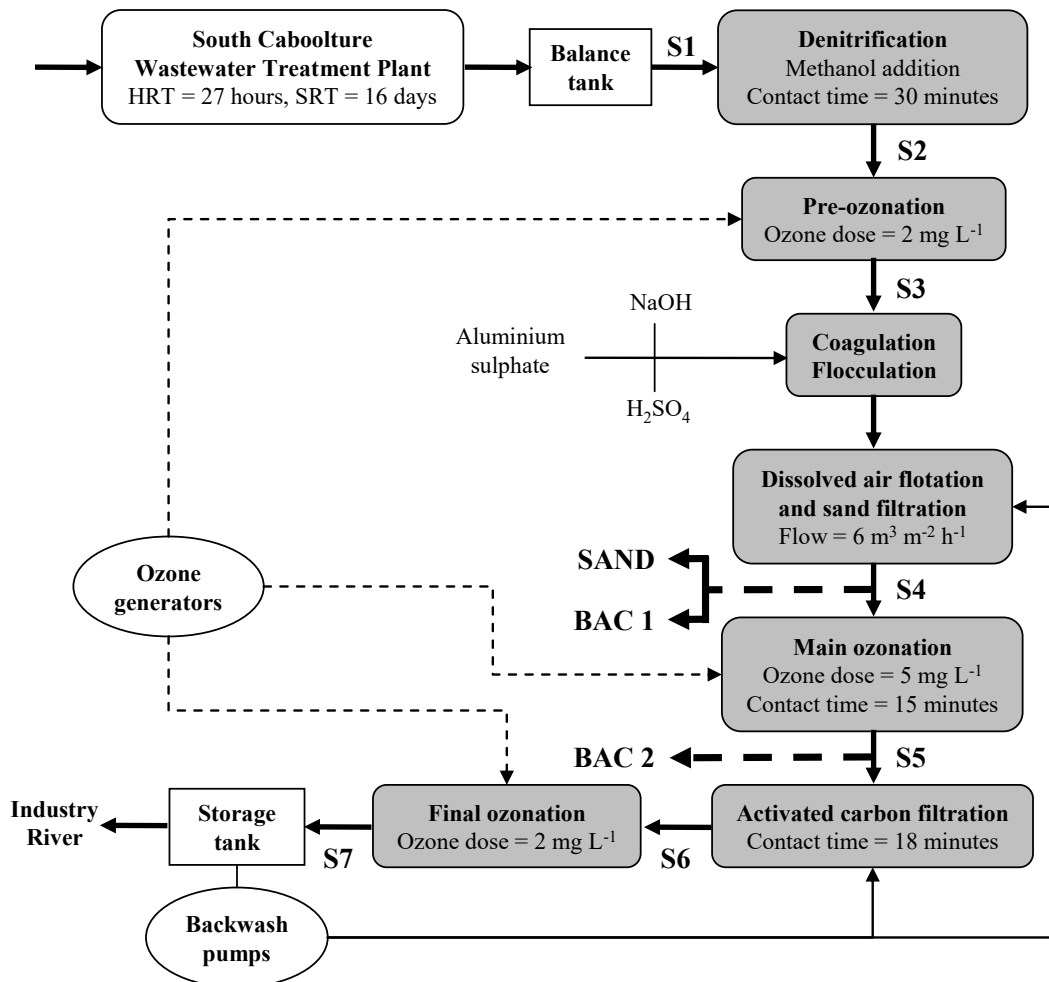 South Caboolture
Wastewater Treatment Plant
HRT = 27 hours, SRT = 16 days
Balance
tank
S1
Denitrification
Methanol addition
Contact time = 30 minutes
S2
Pre-ozonation
Ozone dose = 2 mg L-1
S3
NaOH
Aluminium
sulphate
H2SO4
Coagulation
Flocculation
Dissolved air flotation
and sand filtration
Flow = 6 m3 m-2 h-1
SAND
S4
BAC 1
Ozone
generators
Main ozonation
Ozone dose = 5 mg L-1
Contact time = 15 minutes
BAC 2
S5
Activated carbon filtration
Contact time = 18 minutes
S6
Final ozonation
Ozone dose = 2 mg L-1
S7
Storage
tank
Industry
River
Backwash
pumps